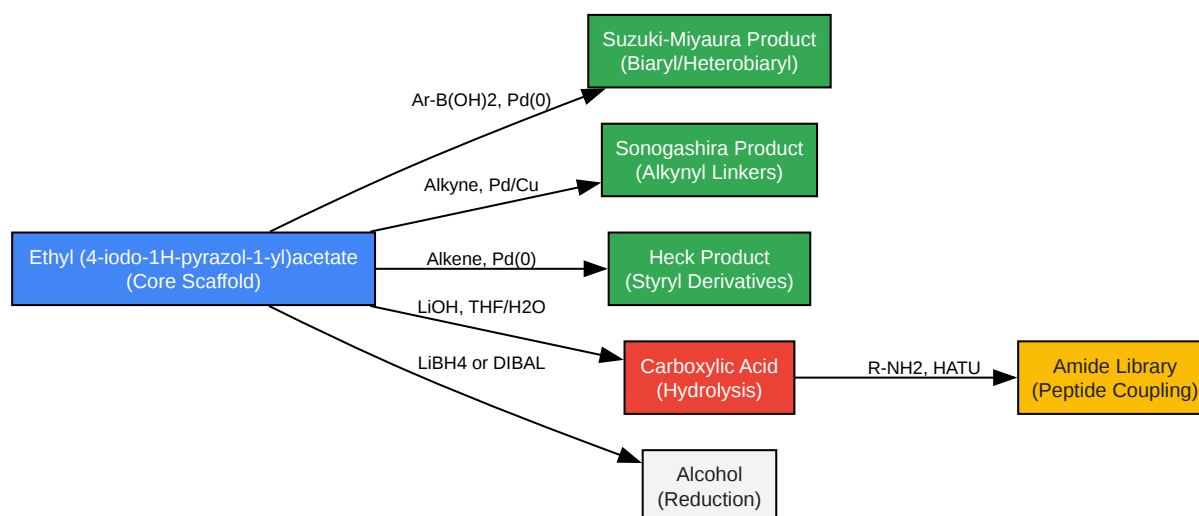 Suzuki-Miyaura Product
(Biaryl/Heterobiaryl)
Ar-B(OH)2, Pd(0)
Sonogashira Product
(Alkynyl Linkers)
Alkyne, Pd/Cu
Ethyl (4-iodo-1H-pyrazol-1-yl)acetate
(Core Scaffold)
Alkene, Pd(0)
Heck Product
(Styryl Derivatives)
LiOH, THF/H2O
Carboxylic Acid
(Hydrolysis)
R-NH2, HATU
Amide Library
(Peptide Coupling)
LiBH4 or DIBAL
Alcohol
(Reduction)